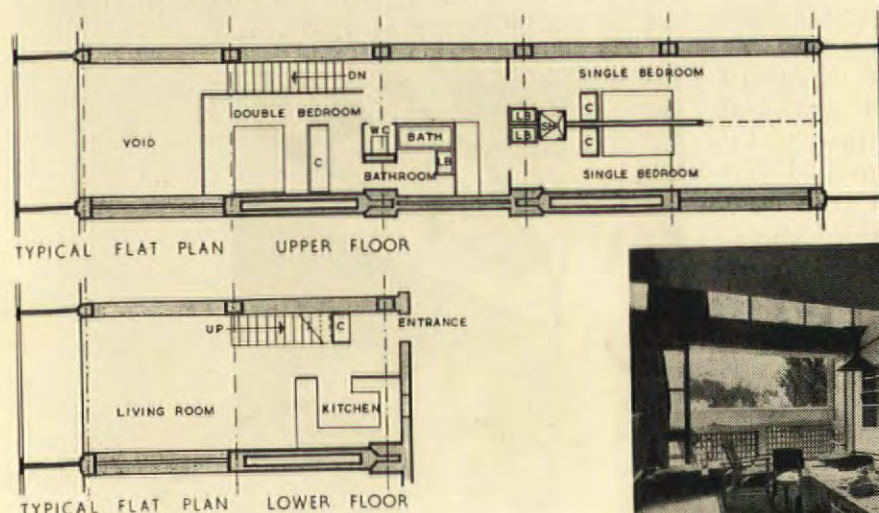 DN
SINGLE BEDROOM
DOUBLE BEDROOM
C
VOID
WC
BATH
LB
SH
LB
LB
C
C
BATHROOM
SINGLE BEDROOM
TYPICAL FLAT PLAN UPPER FLOOR
UP
C
ENTRANCE
LIVING ROOM
KITCHEN
TYPICAL FLAT PLAN LOWER FLOOR